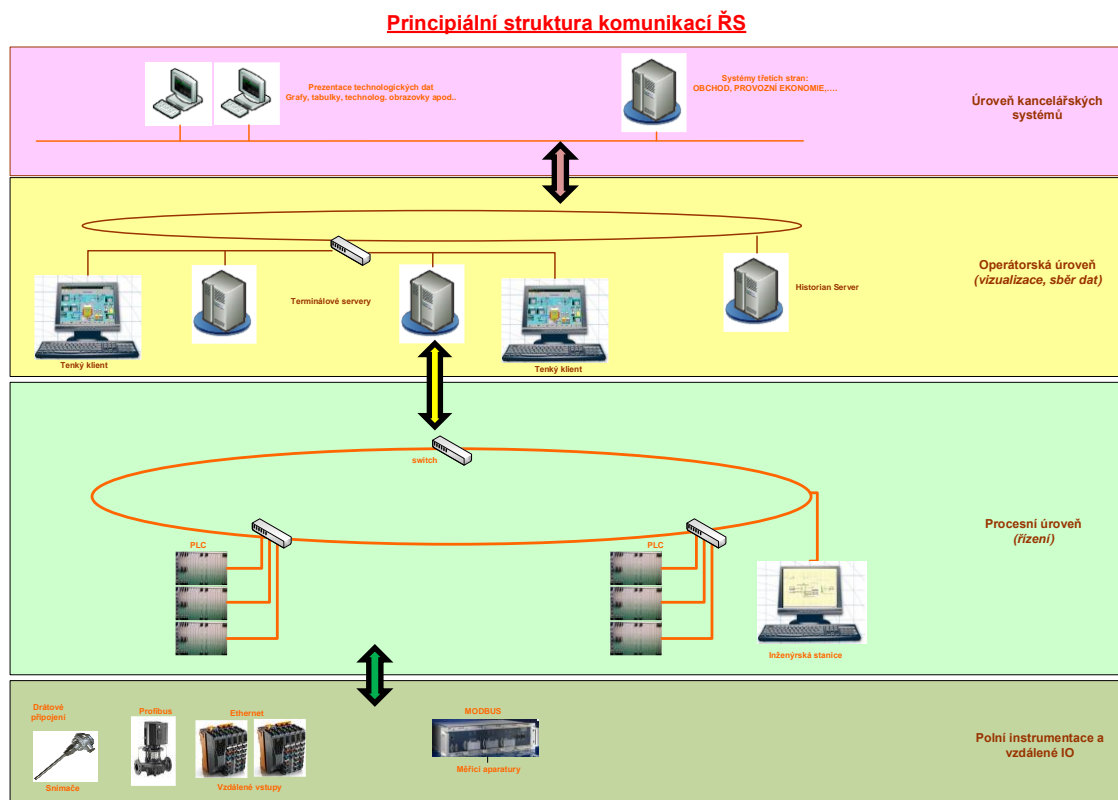 Principiální struktura komunikací ŘS
Prezentace technologických dat
Grafy, tabulky, technolog. obrazovky apod..
Systémy třetích stran:
OBCHOD, PROVOZNÍ EKONOMIE,....
Úroveň kancelářských
systémů
Terminálové servery
Historian Server
Tenký klient
Tenký klient
Operátorská úroveň
(vizualizace, sběr dat)
switch
PLC
PLC
Inženýrská stanice
Procesní úroveň
(řízení)
Drátové
připojení
Profibus
Ethernet
MODBUS
Snímače
Vzdálené vstupy
Měřící aparatury
Polní instrumentace a
vzdálené IO